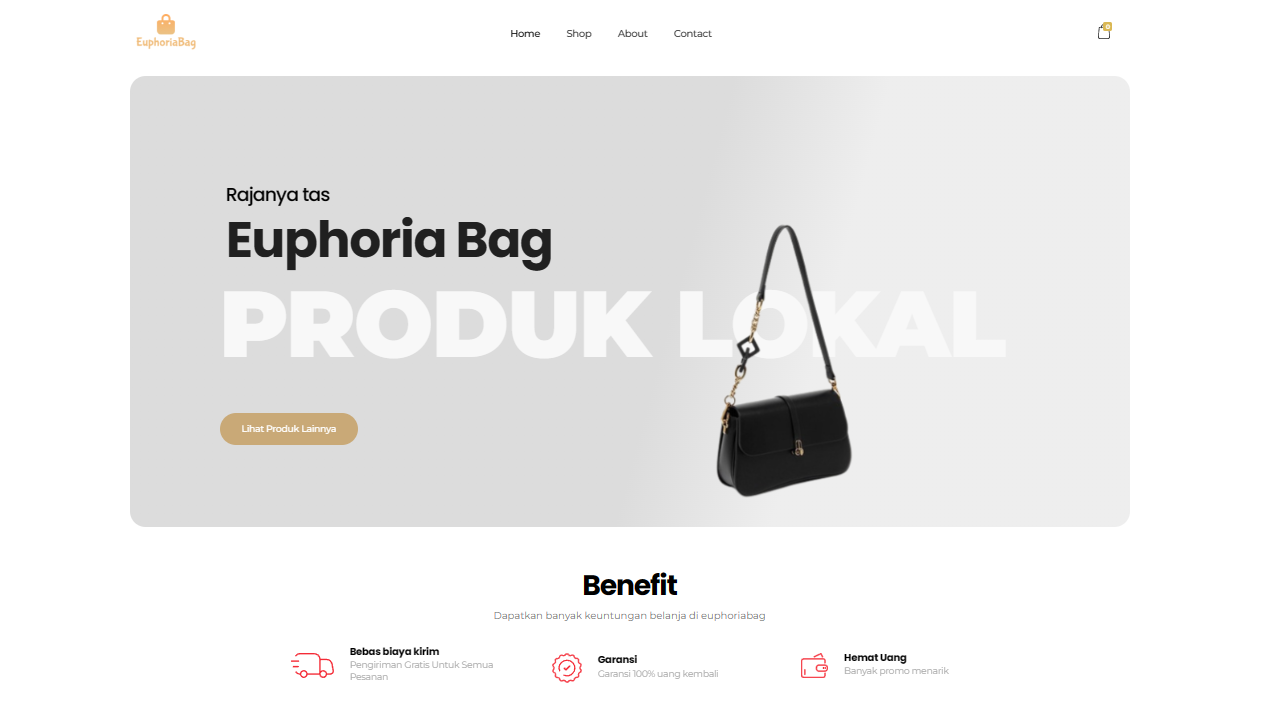 EuphoriaBag
Home
Shop
About
Contact
Rajanya tas
Euphoria Bag
PRODUK LOKAL
Lihat Produk Lainnya
Benefit
Dapatkan banyak keuntungan belanja di euphoriabag
Bebas biaya kirim
Pengiriman Gratis Untuk Semua
Pesanan
Garansi
Garansi 100% uang kembali
Hemat Uang
Banyak promo menarik